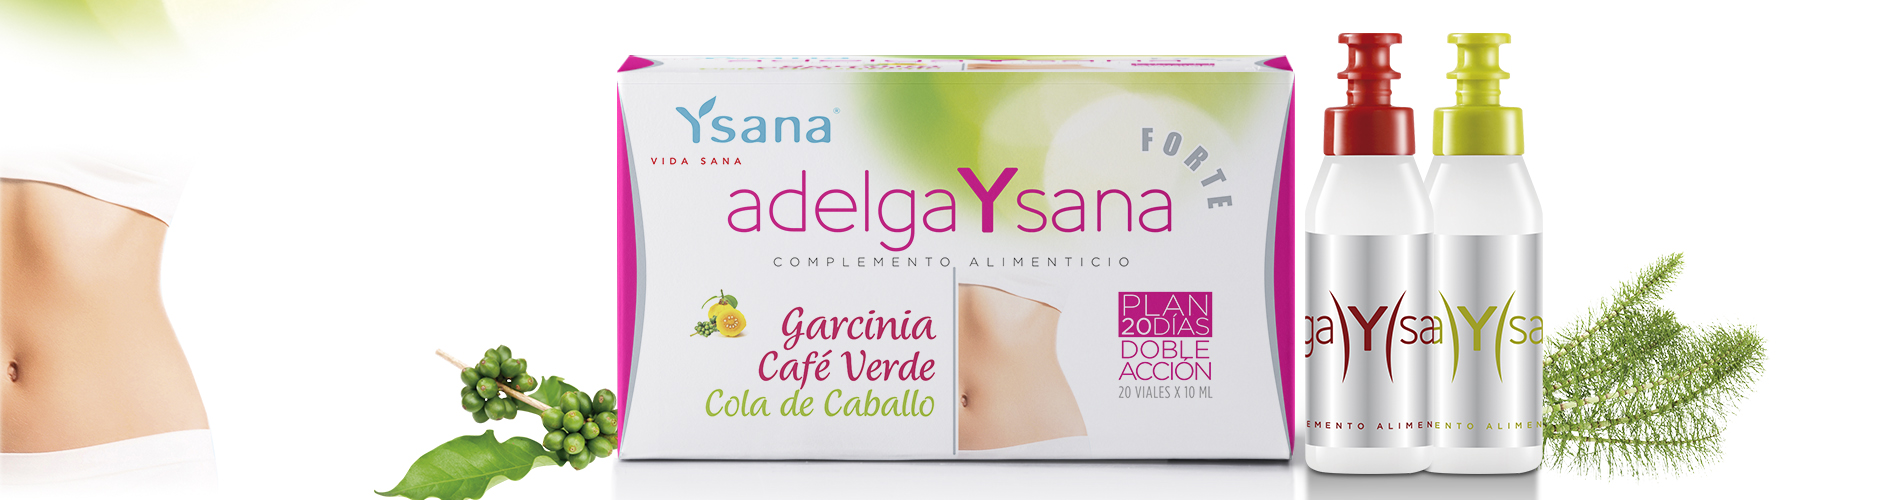 Ysana®
VIDA SANA
FORTE
adelgaYsana
COMPLEMENTO ALIMENTICIO
Garcinia
Café Verde
Cola de Caballo
PLAN
20DÍAS
DOBLE
ACCIÓN
20 VIALES X 10 ML
ga Y sa
EMENTO ALIMEN
a Y sa
ENTO ALIMEN